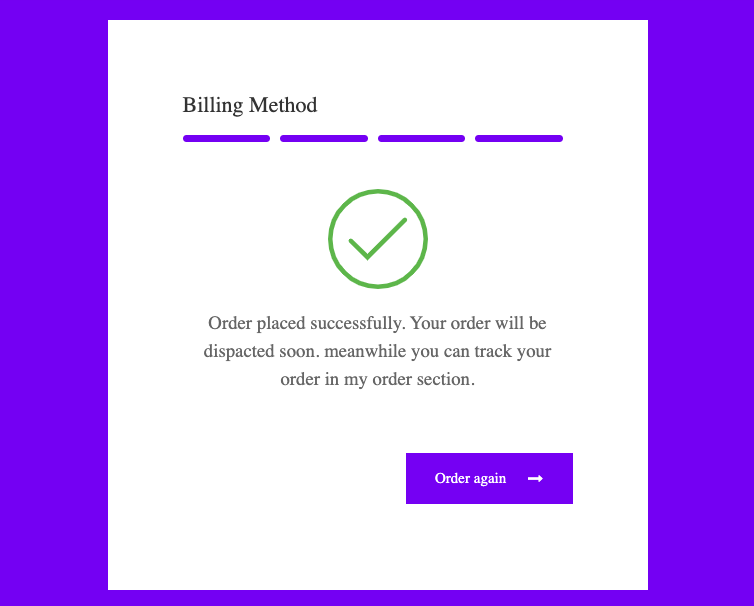 Billing Method
Order placed successfully. Your order will be
dispacted soon. meanwhile you can track your
order in my order section.
Order again